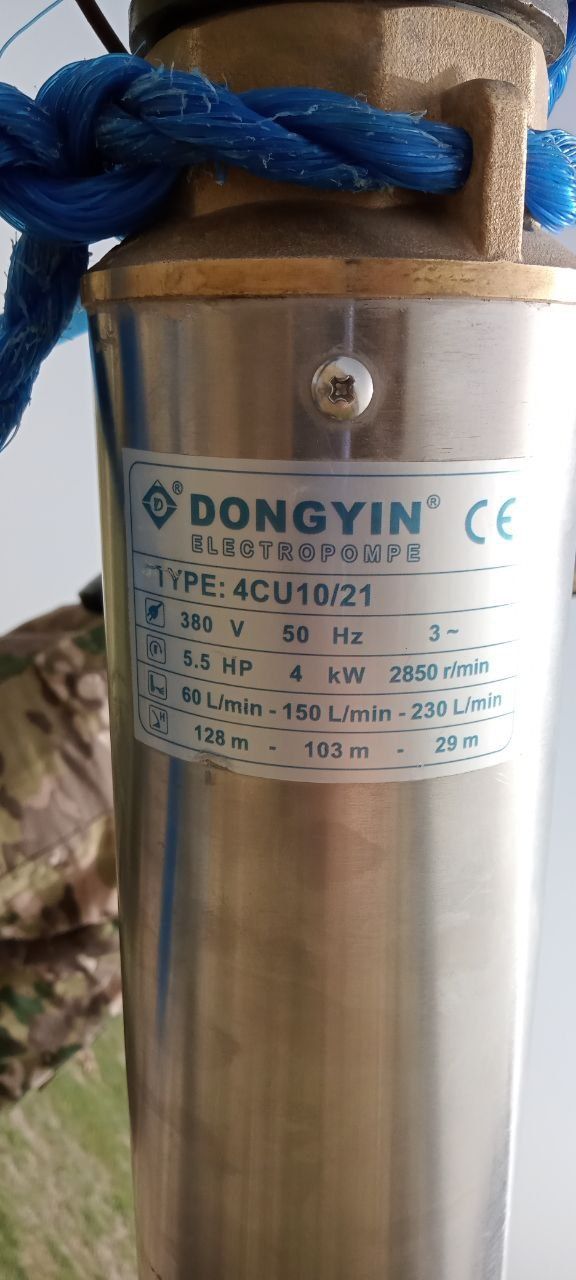 DONGYIN® CE
ELECTROPOMPE
TYPE: 4CU10/21
380 V 50 Hz 3~
5.5 HP 4 kW 2850 r/min
60 L/min - 150 L/min - 230 L/min
128 m - 103 m - 29 m